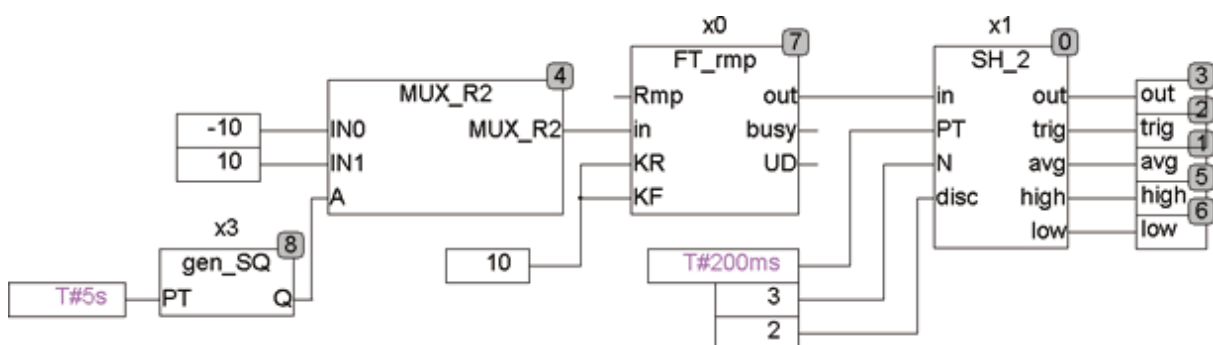 x0 x1
7 0
FT_rmp SH_2
4 3
MUX_R2 Rmp out in out out
2
-10 IN0 MUX_R2 in busy PT trig trig
1
10 IN1 KR UD N avg avg
5
A KF disc high high
6
x3 low low
8
gen_SQ 10 T#200ms
T#5s PT Q 3
2